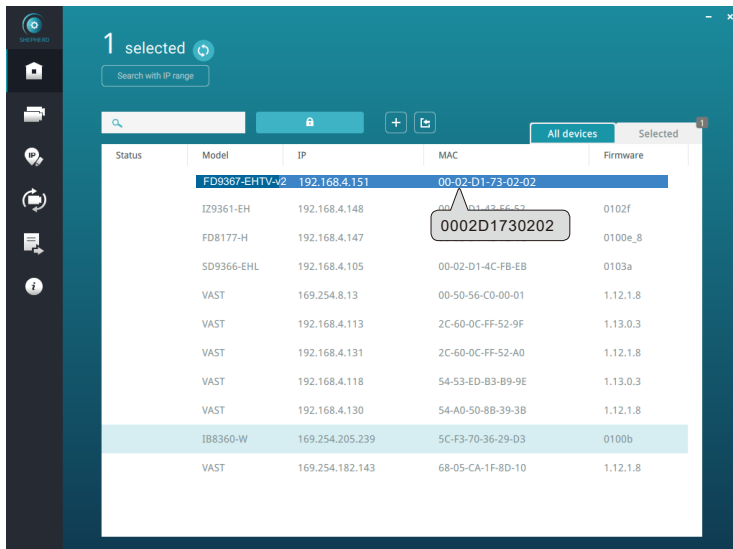 SHEPHERD
1 selected
Search with IP range
IP
All devices Selected 1
Status Model IP MAC Firmware
FD9367-EHTV-v2 192.168.4.151 00-02-D1-73-02-02
IZ9361-EH 192.168.4.148 0102f
0002D1730202
FD8177-H 192.168.4.147 0100e_8
SD9366-EHL 192.168.4.105 00-02-D1-4C-FB-EB 0103a
VAST 169.254.8.13 00-50-56-C0-00-01 1.12.1.8
VAST 192.168.4.113 2C-60-0C-FF-52-9F 1.13.0.3
VAST 192.168.4.131 2C-60-0C-FF-52-A0 1.12.1.8
VAST 192.168.4.118 54-53-ED-B3-B9-9E 1.13.0.3
VAST 192.168.4.130 54-A0-50-8B-39-3B 1.12.1.8
IB8360-W 169.254.205.239 5C-F3-70-36-29-D3 0100b
VAST 169.254.182.143 68-05-CA-1F-8D-10 1.12.1.8